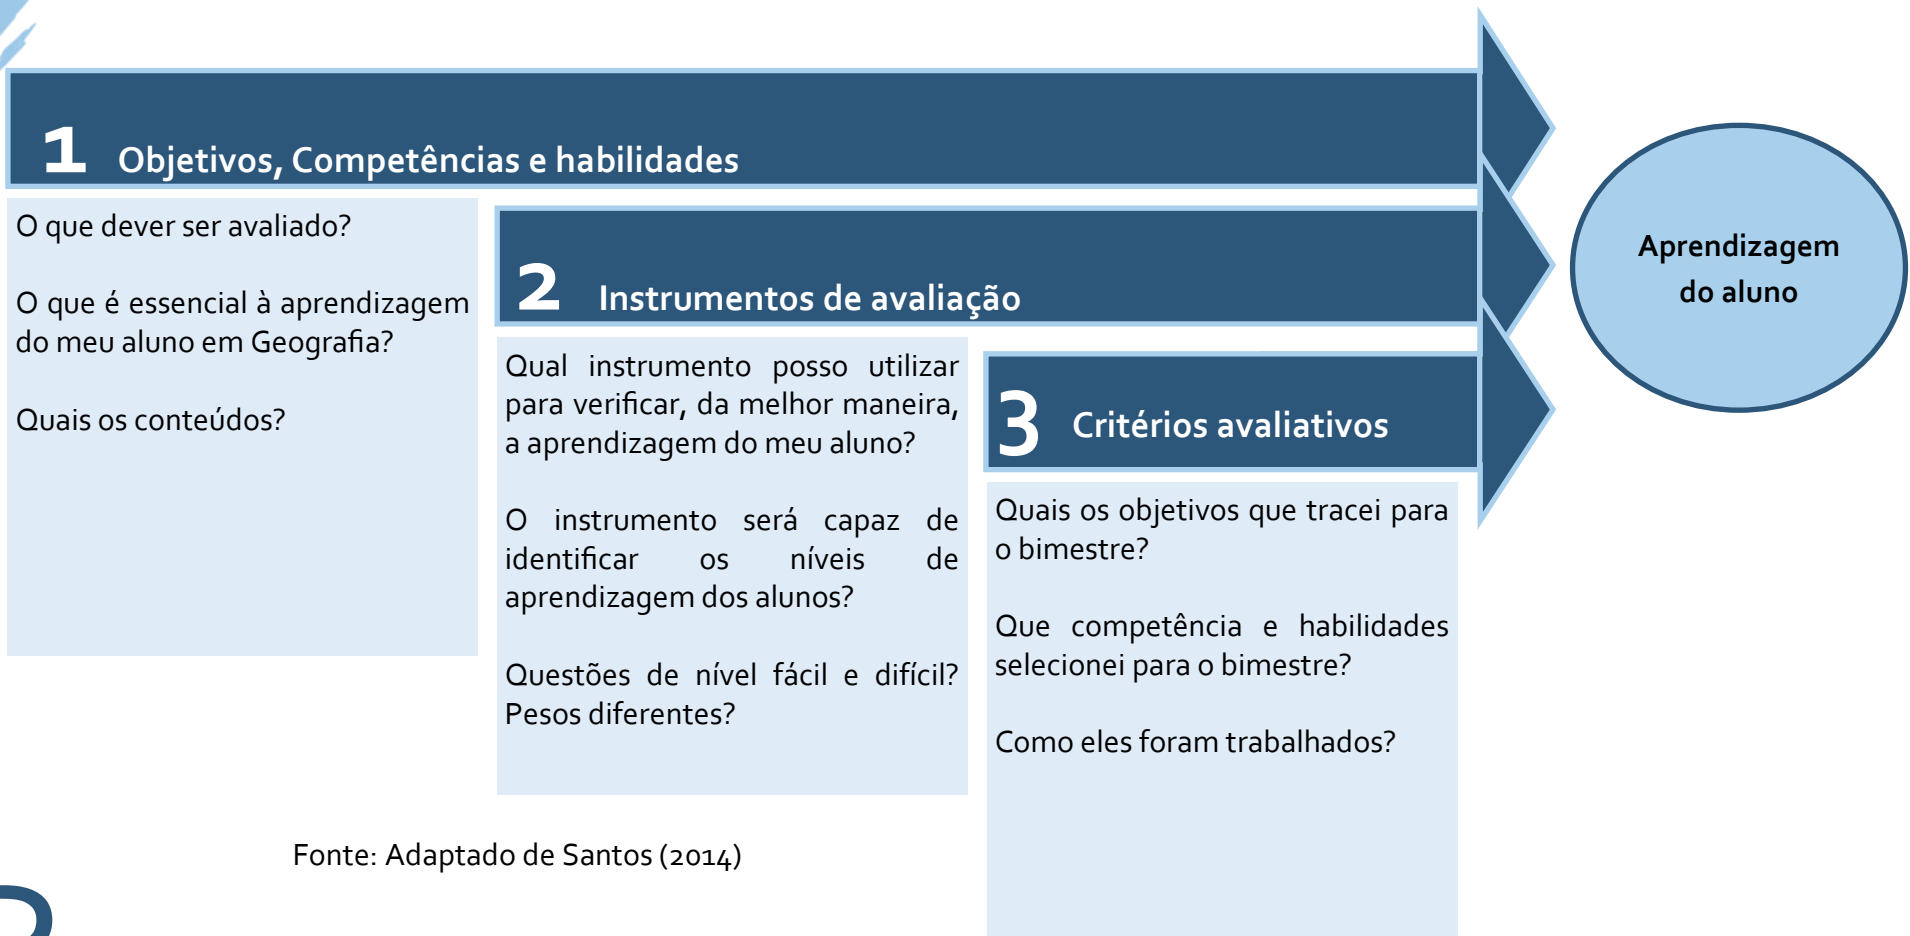 1 Objetivos, Competências e habilidades
O que dever ser avaliado?
O que é essencial à aprendizagem
do meu aluno em Geografia?
Quais os conteúdos?
2 Instrumentos de avaliação
Qual instrumento posso utilizar
para verificar, da melhor maneira,
a aprendizagem do meu aluno?
O instrumento será capaz de
identificar os níveis de
aprendizagem dos alunos?
Questões de nível fácil e difícil?
Pesos diferentes?
3 Critérios avaliativos
Quais os objetivos que tracei para
o bimestre?
Que competência e habilidades
selecionei para o bimestre?
Como eles foram trabalhados?
Aprendizagem
do aluno
Fonte: Adaptado de Santos (2014)